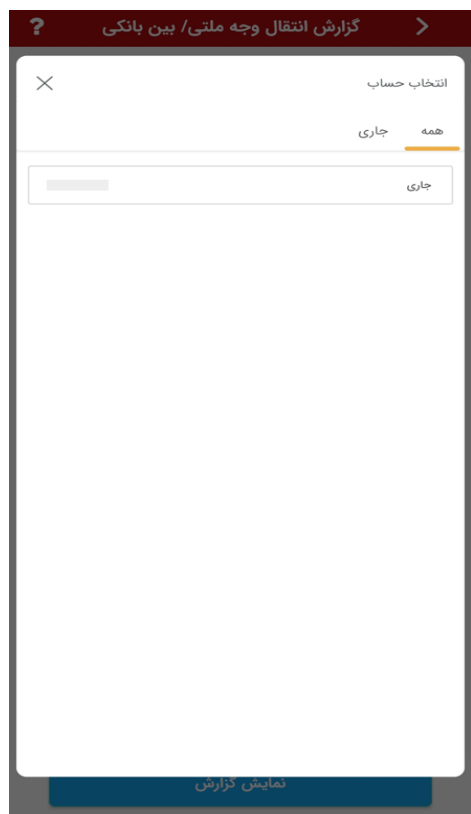 گزارش انتقال وجه ملتی/ بین بانکی ?
انتخاب حساب
همه جاری
جاری
نمایش گزارش